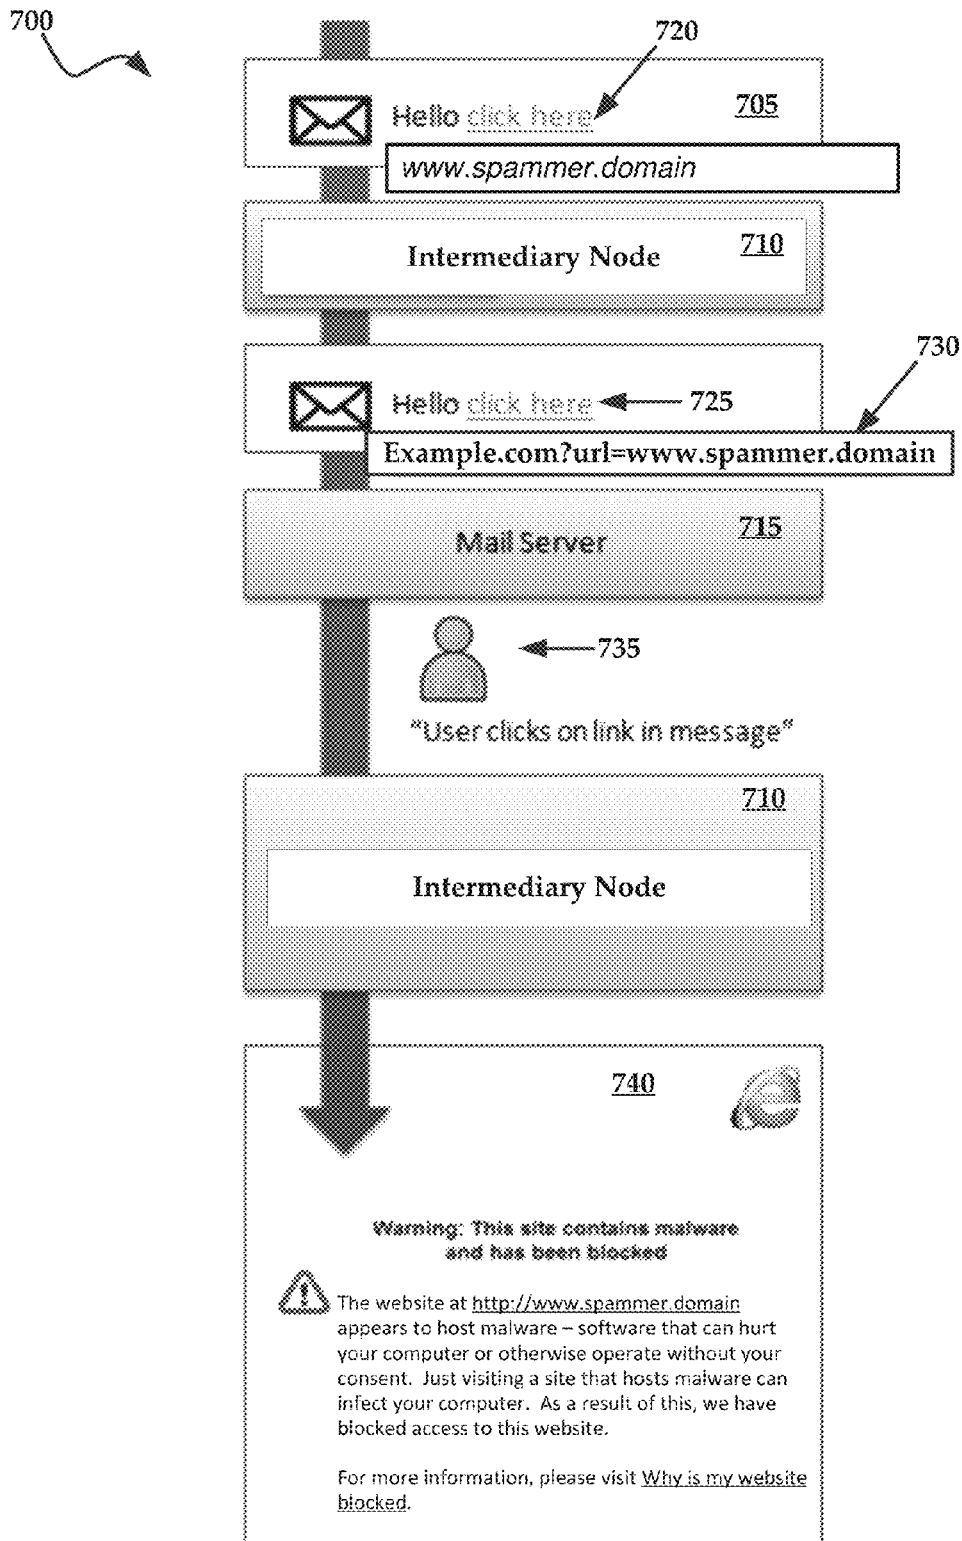 700
720
Hello click here
705
www.spammer.domain
Intermediary Node
710
730
Hello click here
725
Example.com?url=www.spammer.domain
Mail Server
715
735
"User clicks on link in message"
710
Intermediary Node
740
Warning: This site contains malware
and has been blocked
The website at http://www.spammer.domain
appears to host malware – software that can hurt
your computer or otherwise operate without your
consent. Just visiting a site that hosts malware can
infect your computer. As a result of this, we have
blocked access to this website.
For more information, please visit Why is my website
blocked.